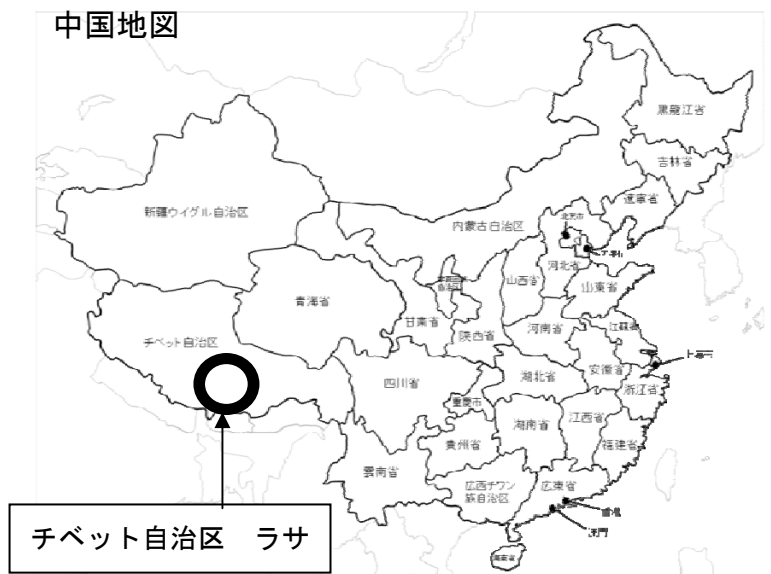 中国地図
黒龍江省
吉林省
遼寧省
新疆ウイグル自治区
内蒙古自治区
北京市
河北省
山西省
山東省
青海省
甘粛省
陝西省
河南省
江蘇省
チベット自治区
上海市
安徽省
四川省
湖北省
浙江省
重慶市
湖南省
江西省
貴州省
福建省
雲南省
広西チワン
族自治区
広東省
チベット自治区 ラサ